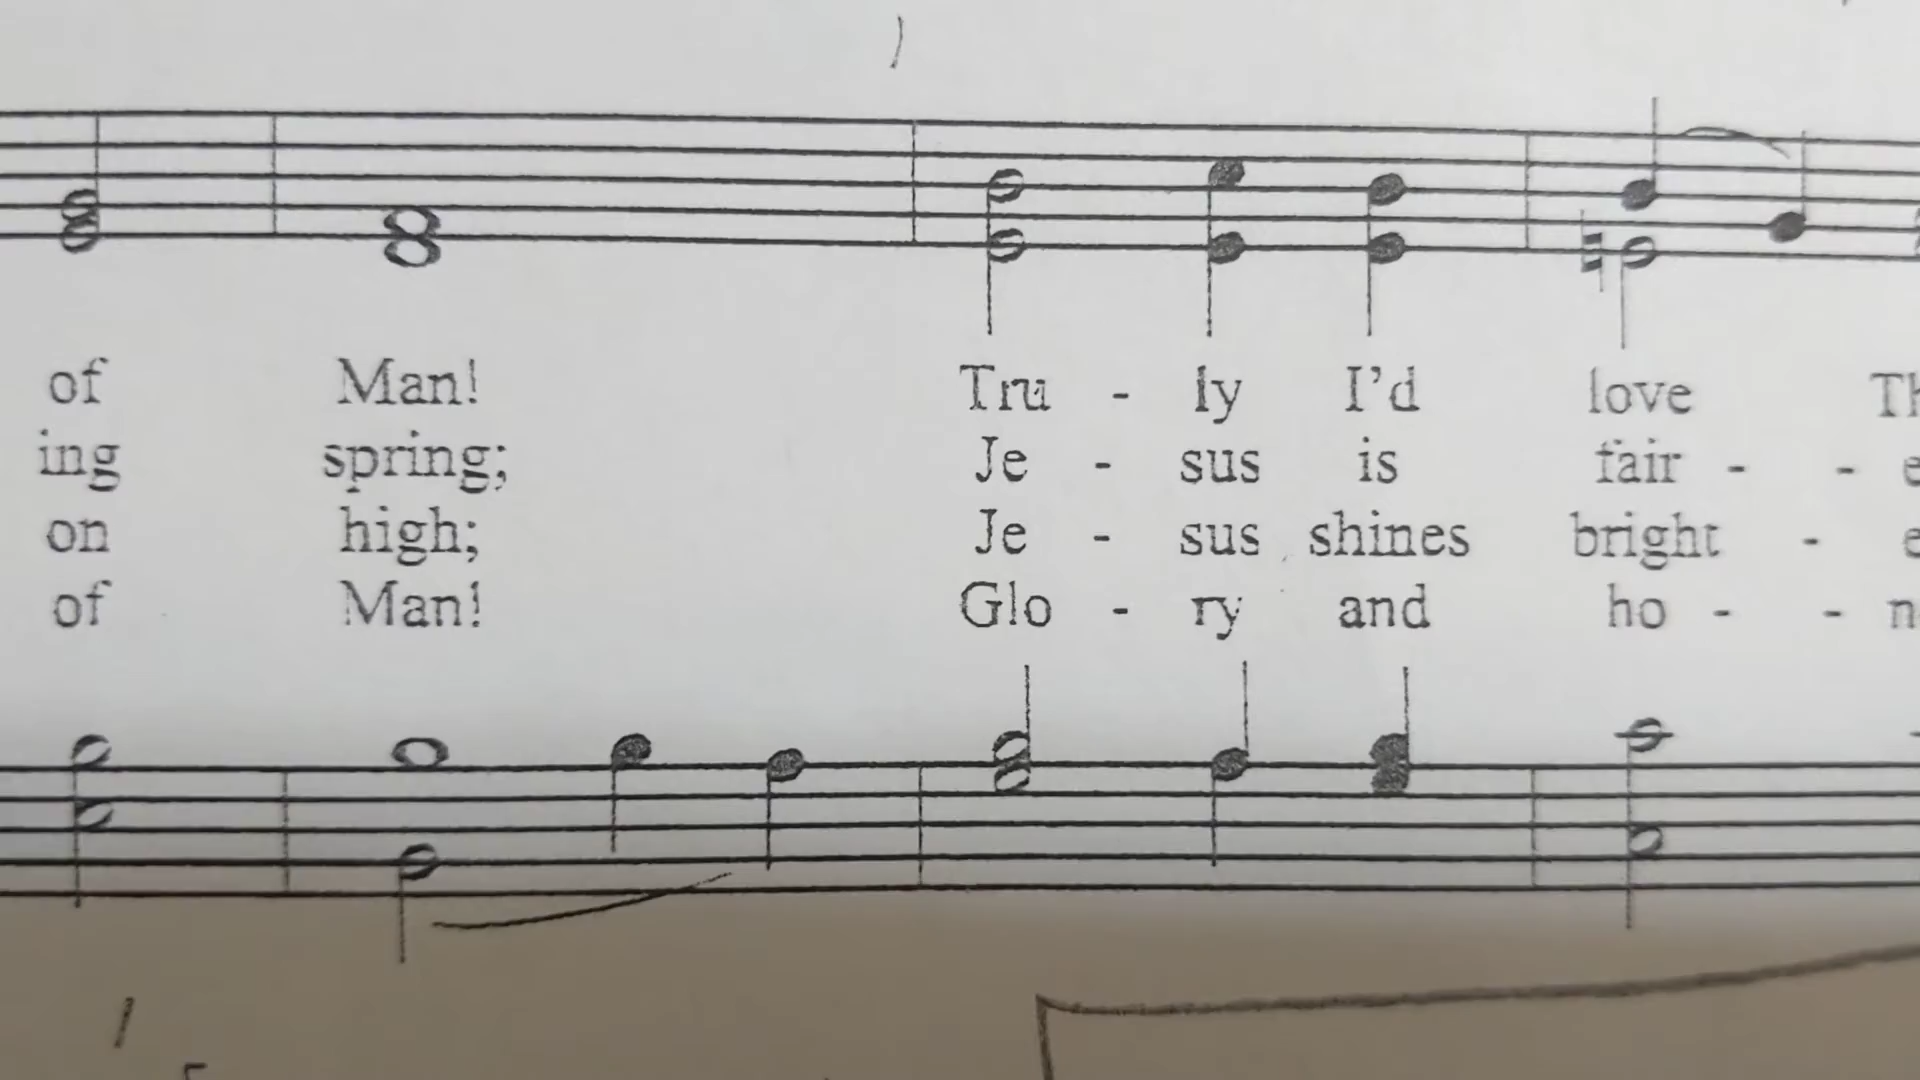 of Man! Tru - ly I'd love
ing spring; Je - sus is fair - -
on high; Je - sus shines bright -
of Man! Glo - ry and ho - -